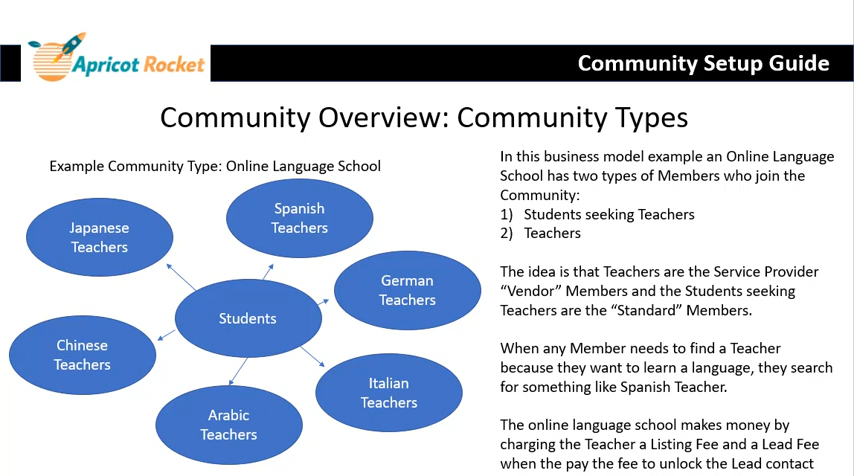 Apricot Rocket
Community Setup Guide
Community Overview: Community Types
Example Community Type: Online Language School
Japanese
Teachers
Spanish
Teachers
German
Teachers
Students
Chinese
Teachers
Italian
Teachers
Arabic
Teachers
In this business model example an Online Language
School has two types of Members who join the
Community:
1) Students seeking Teachers
2) Teachers
The idea is that Teachers are the Service Provider
“Vendor” Members and the Students seeking
Teachers are the “Standard” Members.
When any Member needs to find a Teacher
because they want to learn a language, they search
for something like Spanish Teacher.
The online language school makes money by
charging the Teacher a Listing Fee and a Lead Fee
when the pay the fee to unlock the Lead contact